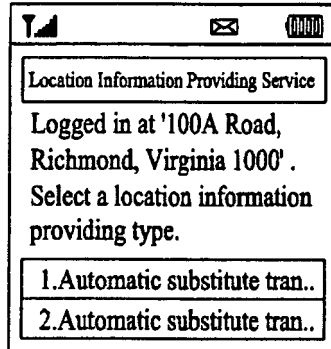 Location Information Providing Service
Logged in at '100A Road,
Richmond, Virginia 1000' .
Select a location information
providing type.
1.Automatic substitute tran..
2.Automatic substitute tran..